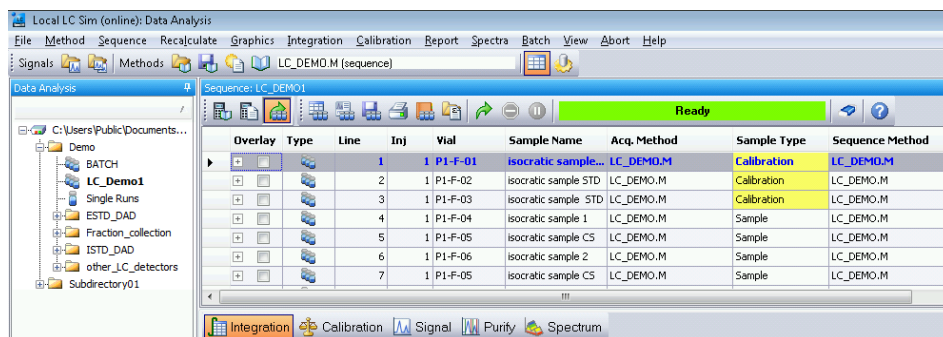 Local LC Sim (online): Data Analysis
File Method Sequence Recalculate Graphics Integration Calibration Report Spectra Batch View Abort Help
Signals Methods LC_DEMO.M (sequence)
Data Analysis Sequence: LC_DEMO1
Ready
C:\Users\Public\Documents...
Demo
BATCH
LC_Demo1
Single Runs
ESTD_DAD
Fraction_collection
ISTD_DAD
other_LC_detectors
Subdirectory01
Overlay Type Line Inj Vial Sample Name Acq. Method Sample Type Sequence Method
1 1 P1-F-01 isocratic sample... LC_DEMO.M Calibration LC_DEMO.M
2 1 P1-F-02 isocratic sample STD LC_DEMO.M Calibration LC_DEMO.M
3 1 P1-F-03 isocratic sample STD LC_DEMO.M Calibration LC_DEMO.M
4 1 P1-F-04 isocratic sample 1 LC_DEMO.M Sample LC_DEMO.M
5 1 P1-F-05 isocratic sample CS LC_DEMO.M Sample LC_DEMO.M
6 1 P1-F-06 isocratic sample 2 LC_DEMO.M Sample LC_DEMO.M
7 1 P1-F-05 isocratic sample CS LC_DEMO.M Sample LC_DEMO.M
Integration Calibration Signal Purify Spectrum